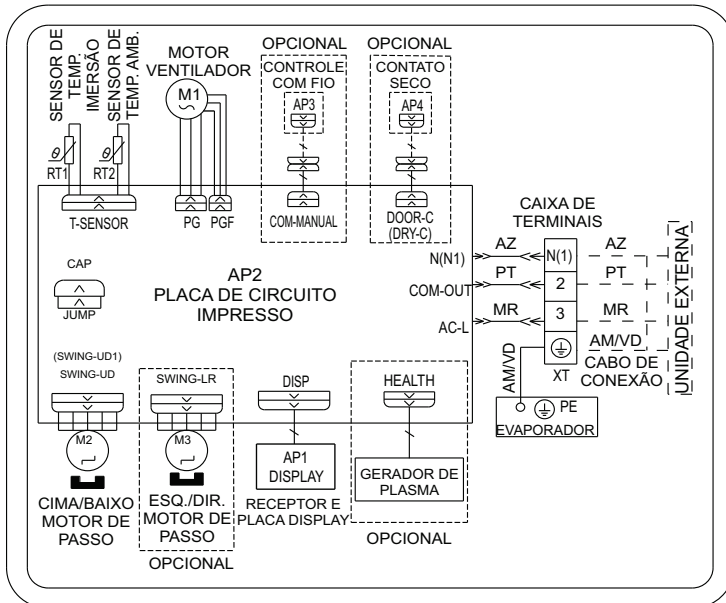 SENSOR DE
TEMP.
IMERSÃO
SENSOR DE
TEMP. AMB.
MOTOR
VENTILADOR
M1
OPCIONAL
CONTROLE
COM FIO
AP3
OPCIONAL
CONTATO
SECO
AP4
θ
RT1
θ
RT2
T-SENSOR
PG
PGF
COM-MANUAL
DOOR-C
(DRY-C)
CAIXA DE
TERMINAIS
CAP
JUMP
AP2
PLACA DE CIRCUITO
IMPRESSO
N(N1)
AZ
N(1)
AZ
COM-OUT
PT
2
PT
AC-L
MR
3
MR
AM/VD
AM/VD
XT
CABO DE
CONEXÃO
UNIDADE EXTERNA
PE
EVAPORADOR
(SWING-UD1)
SWING-UD
SWING-LR
DISP
HEALTH
M2
M3
AP1
DISPLAY
GERADOR DE
PLASMA
CIMA/BAIXO
MOTOR DE
PASSO
ESQ./DIR.
MOTOR DE
PASSO
RECEPTOR E
PLACA DISPLAY
OPCIONAL
OPCIONAL